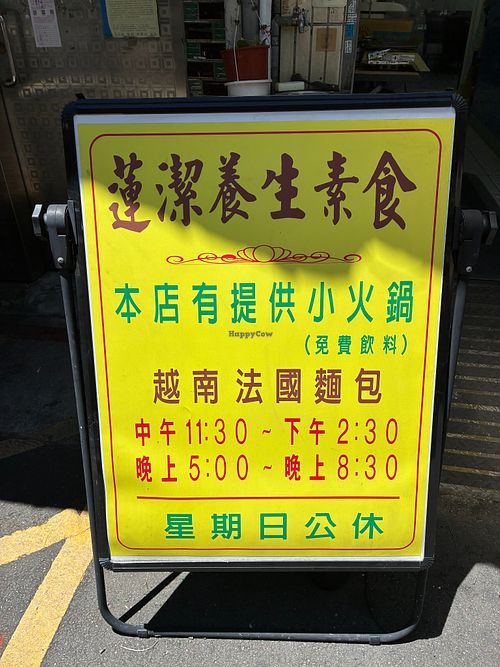 蓮潔養生素食
本店有提供小火鍋
(免費飲料)
HappyCow
越南法國麵包
中午 11:30 ~ 下午 2:30
晚上 5:00 ~ 晚上 8:30
星期日公休